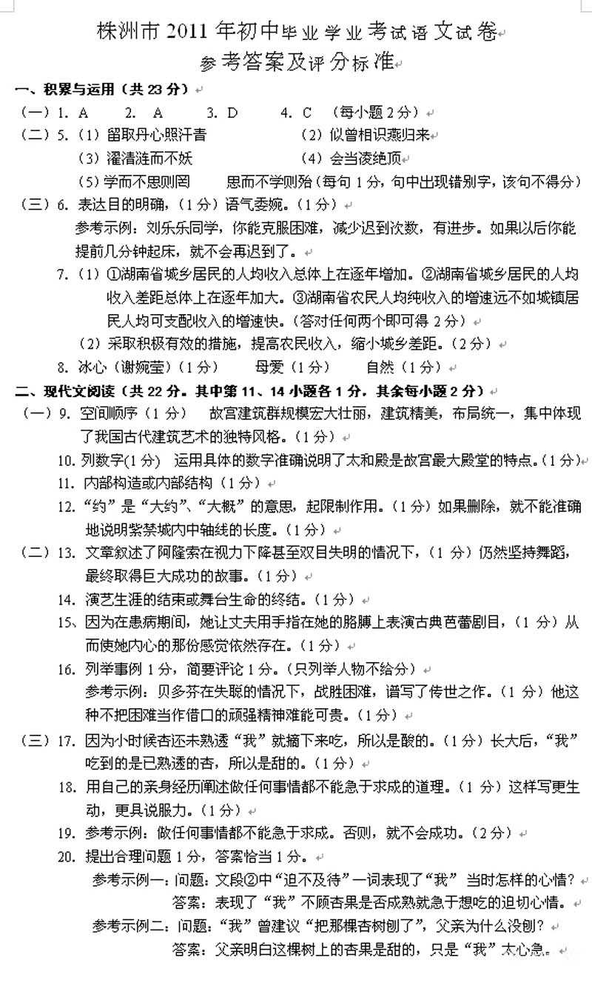 株洲市 2011 年初中毕业学业考试语文试卷
参考答案及评分标准
一、积累与运用（共 23 分）
（一）1．A 2． A 3．D 4．C （每小题 2 分）
（二）5．（1）留取丹心照汗青 （2）似曾相识燕归来
（3）濯清涟而不妖 （4）会当凌绝顶
（5）学而不思则罔 思而不学则殆（每句 1 分，句中出现错别字，该句不得分）
（三）6．表达目的明确，（1 分）语气委婉。（1 分）
参考示例：刘乐乐同学，你能克服困难，减少迟到次数，有进步。如果以后你能
提前几分钟起床，就不会再迟到了。
7．（1）①湖南省城乡居民的人均收入总体上在逐年增加。②湖南省城乡居民的人均
收入差距总体上在逐年加大。③湖南省农民人均纯收入的增速远不如城镇居
民人均可支配收入的增速快。（答对任何两个即可得 2 分）
（2）采取积极有效的措施，提高农民收入，缩小城乡差距。（2 分）
8．冰心（谢婉莹）（1 分） 母爱（1 分） 自然（1 分）
二、现代文阅读（共 22 分。其中第 11、14 小题各 1 分，其余每小题 2 分）
（一）9．空间顺序（1 分） 故宫建筑群规模宏大壮丽，建筑精美，布局统一，集中体现
了我国古代建筑艺术的独特风格。（1 分）
10．列数字(1 分) 运用具体的数字准确说明了太和殿是故宫最大殿堂的特点。（1 分）
11．内部构造或内部结构（1 分）
12．“约”是“大约”、“大概”的意思，起限制作用。（1 分）如果删除，就不能准确
地说明紫禁城内中轴线的长度。（1 分）
（二）13．文章叙述了阿隆索在视力下降甚至双目失明的情况下，（1 分）仍然坚持舞蹈，
最终取得巨大成功的故事。（1 分）
14．演艺生涯的结束或舞台生命的终结。（1 分）
15、因为在患病期间，她让丈夫用手指在她的胳膊上表演古典芭蕾剧目，（1 分）从
而使她内心的那份感觉依然存在。（1 分）
16．列举事例 1 分，简要评论 1 分。（只列举人物不给分）
参考示例：贝多芬在失聪的情况下，战胜困难，谱写了传世之作。（1 分）他这
种不把困难当作借口的顽强精神难能可贵。（1 分）
（三）17．因为小时候杏还未熟透“我”就摘下来吃，所以是酸的。（1 分）长大后，“我”
吃到的是已熟透的杏，所以是甜的。（1 分）
18．用自己的亲身经历阐述做任何事情都不能急于求成的道理。（1 分）这样写更生
动，更具说服力。（1 分）
19．参考示例：做任何事情都不能急于求成。否则，就不会成功。（2 分）
20．提出合理问题 1 分，答案恰当 1 分。
参考示例一：问题：文段②中“迫不及待”一词表现了“我” 当时怎样的心情？
答案：表现了“我”不顾杏果是否成熟就急于想吃的迫切心情。
参考示例二：问题：“我”曾建议“把那棵杏树刨了”，父亲为什么没刨？
答案：父亲明白这棵树上的杏果是甜的，只是“我”太心急。